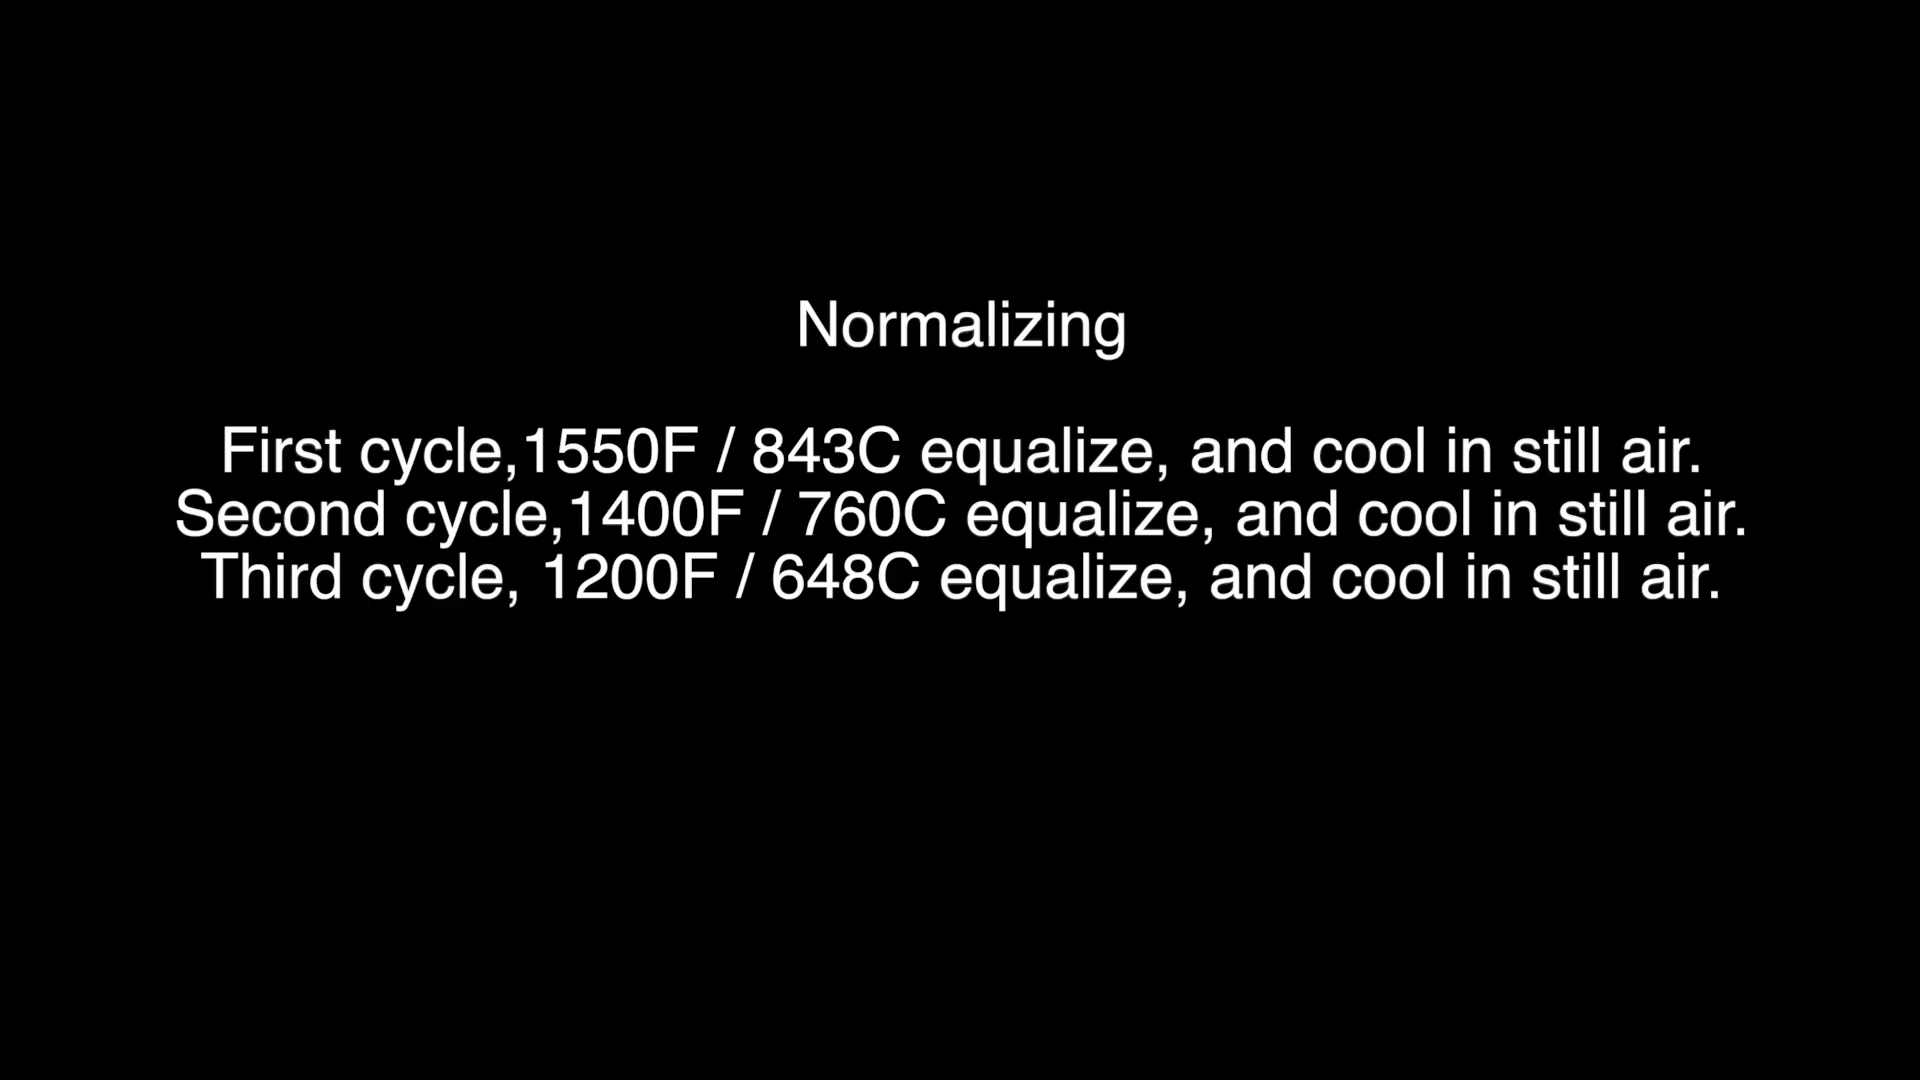 Normalizing
First cycle,1550F / 843C equalize, and cool in still air.
Second cycle,1400F / 760C equalize, and cool in still air.
Third cycle, 1200F / 648C equalize, and cool in still air.